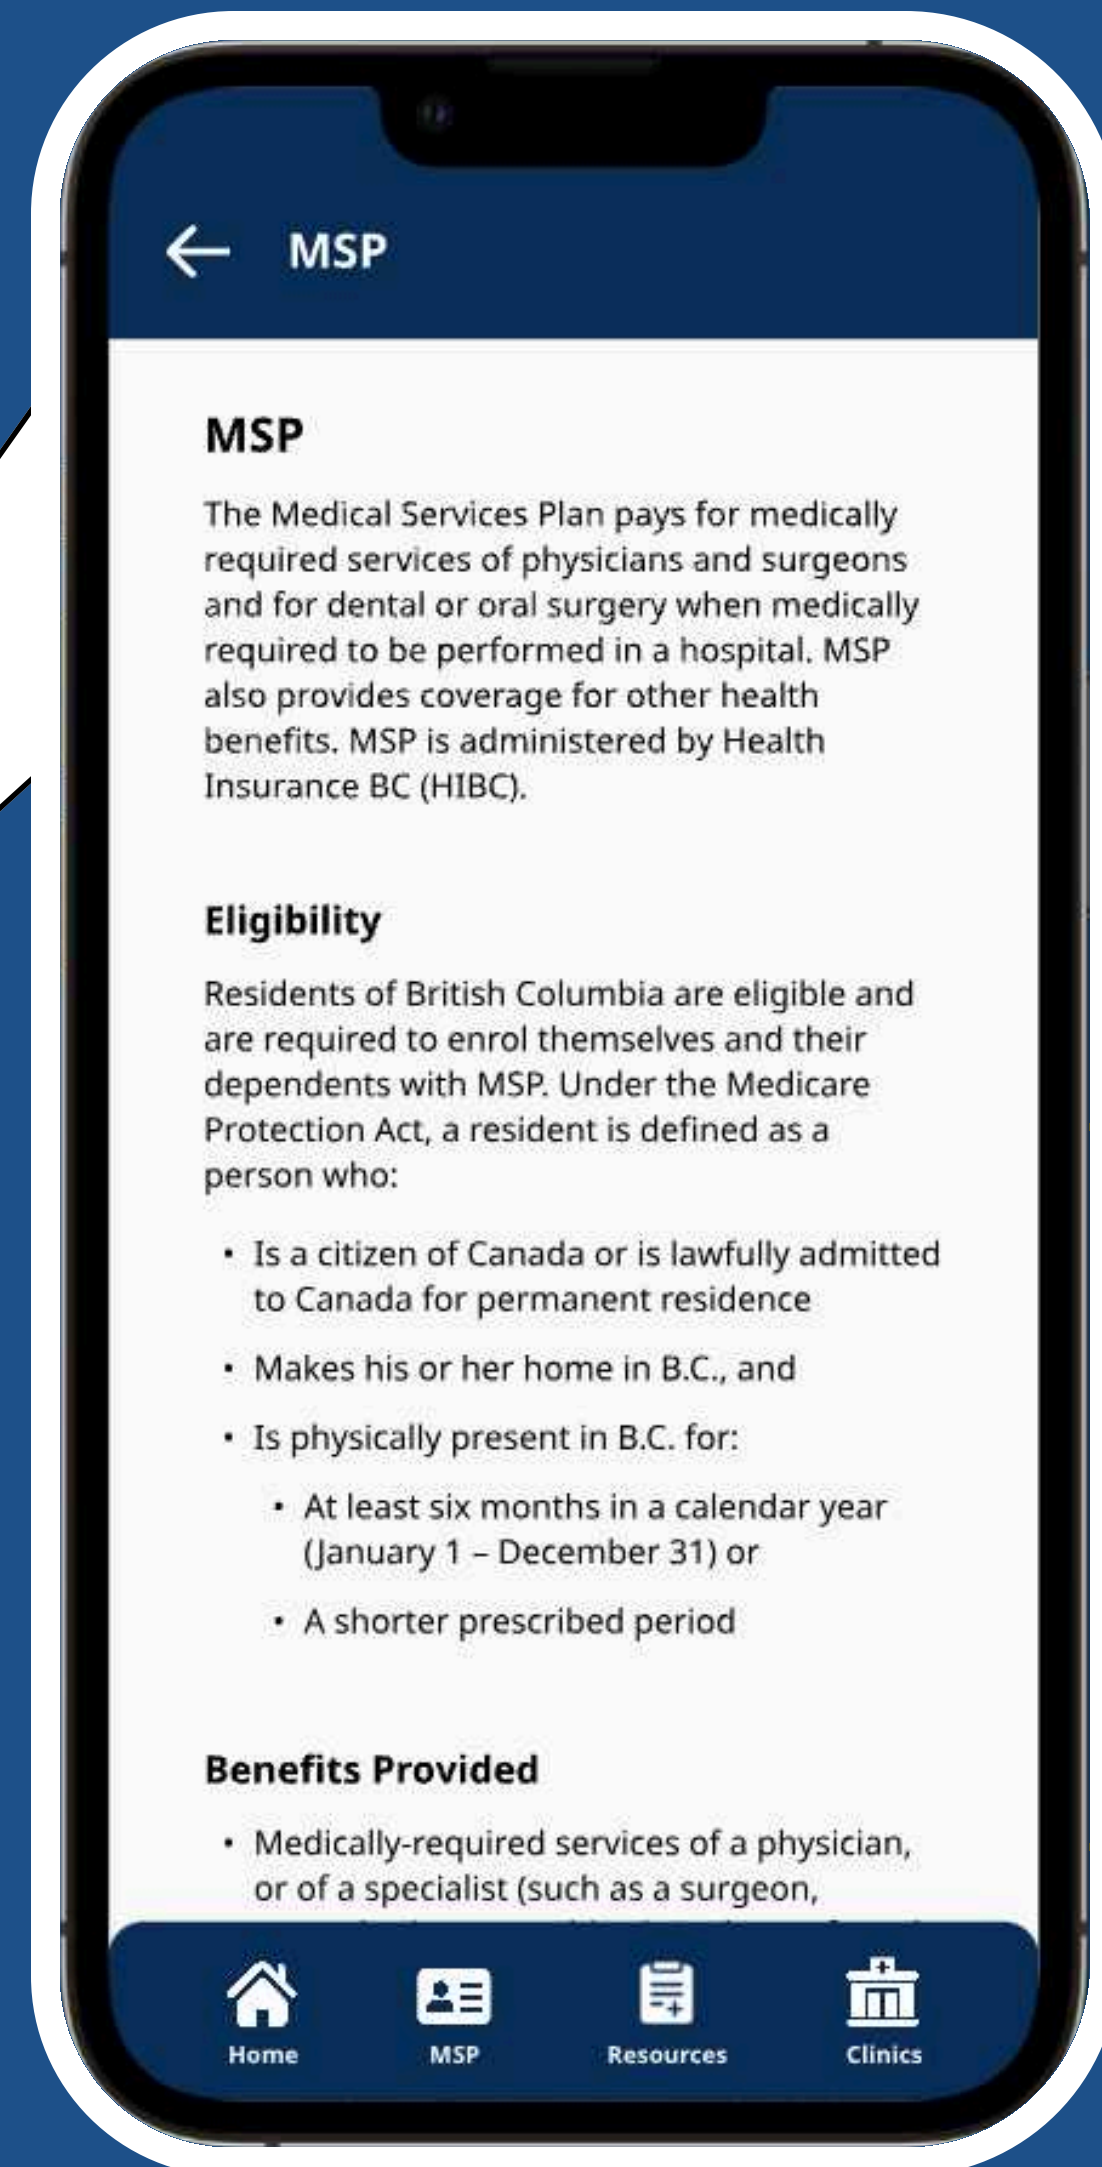 MSP
MSP
The Medical Services Plan pays for medically
required services of physicians and surgeons
and for dental or oral surgery when medically
required to be performed in a hospital. MSP
also provides coverage for other health
benefits. MSP is administered by Health
Insurance BC (HIBC).
Eligibility
Residents of British Columbia are eligible and
are required to enrol themselves and their
dependents with MSP. Under the Medicare
Protection Act, a resident is defined as a
person who:
• Is a citizen of Canada or is lawfully admitted
to Canada for permanent residence
• Makes his or her home in B.C., and
• Is physically present in B.C. for:
• At least six months in a calendar year
(January 1 – December 31) or
• A shorter prescribed period
Benefits Provided
• Medically-required services of a physician,
or of a specialist (such as a surgeon,
Home MSP Resources Clinics